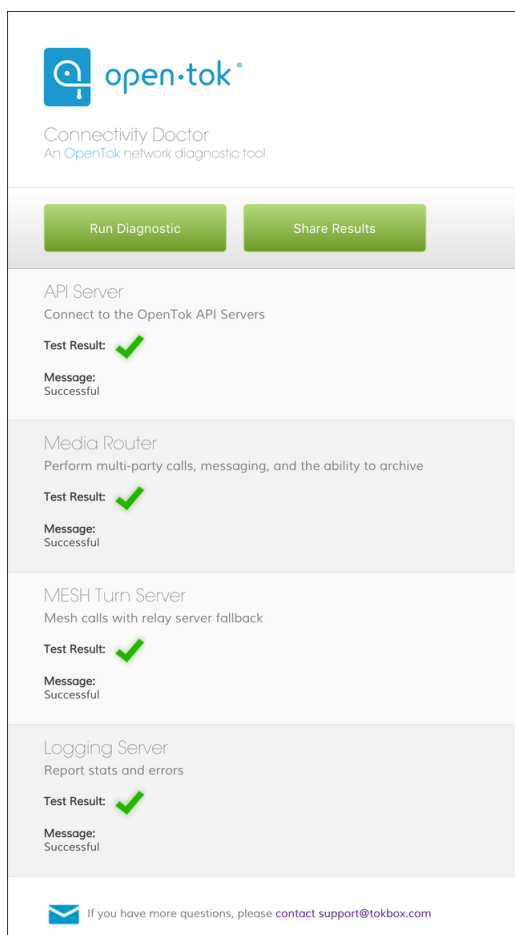 open·tok®
Connectivity Doctor
An OpenTok network diagnostic tool.
Run Diagnostic
Share Results
API Server
Connect to the OpenTok API Servers
Test Result:
Message:
Successful
Media Router
Perform multi-party calls, messaging, and the ability to archive
Test Result:
Message:
Successful
MESH Turn Server
Mesh calls with relay server fallback
Test Result:
Message:
Successful
Logging Server
Report stats and errors
Test Result:
Message:
Successful
If you have more questions, please contact support@tokbox.com